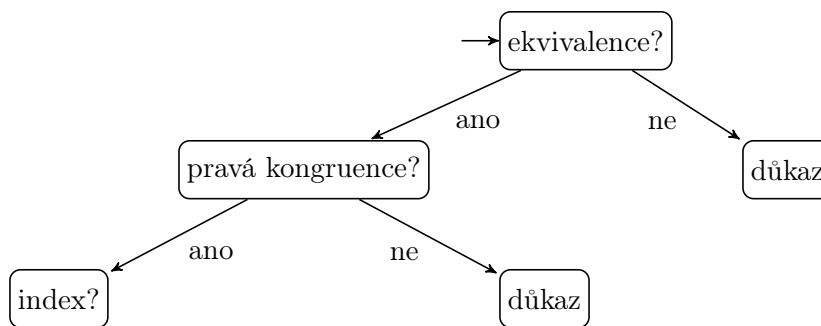 ekvivalence?
ano
ne
pravá kongruence?
důkaz
ano
ne
index?
důkaz